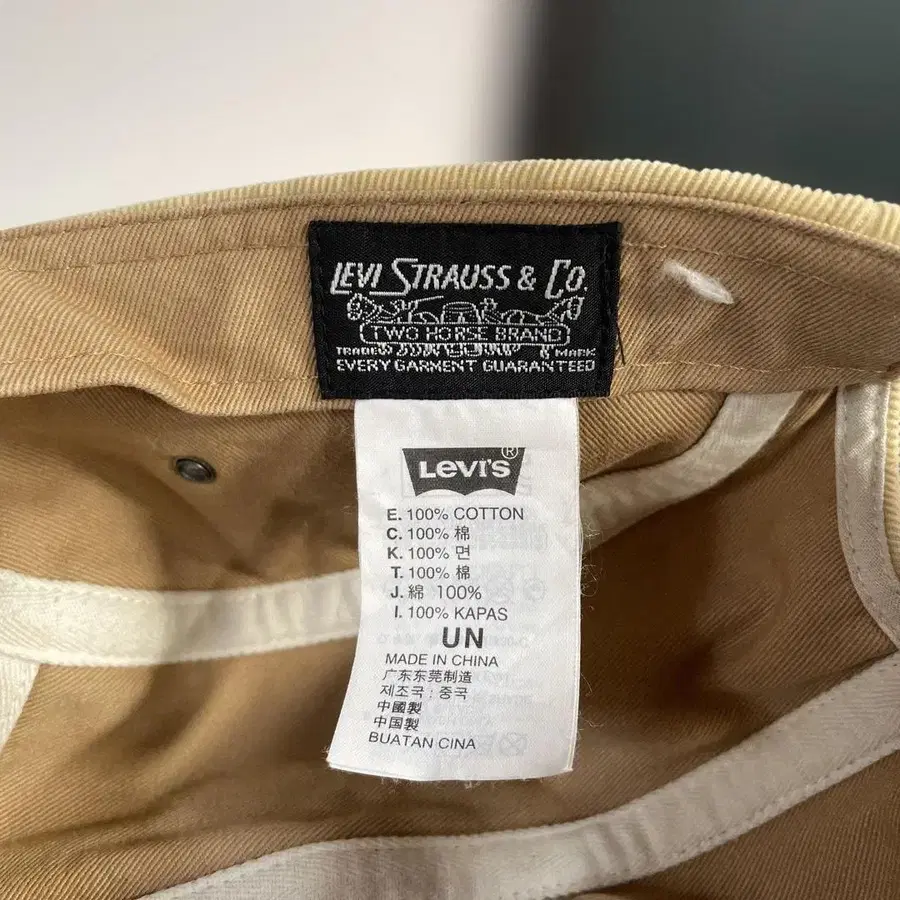 LEVI STRAUSS & CO.
TWO HORSE BRAND
TRADE MARK
EVERY GARMENT GUARANTEED
LEVI'S®
E. 100% COTTON
C. 100% 棉
K. 100% 면
T. 100% 棉
J. 綿 100%
I. 100% KAPAS
UN
MADE IN CHINA
广东东莞制造
제조국 : 중국
中國製
中国製
BUATAN CINA